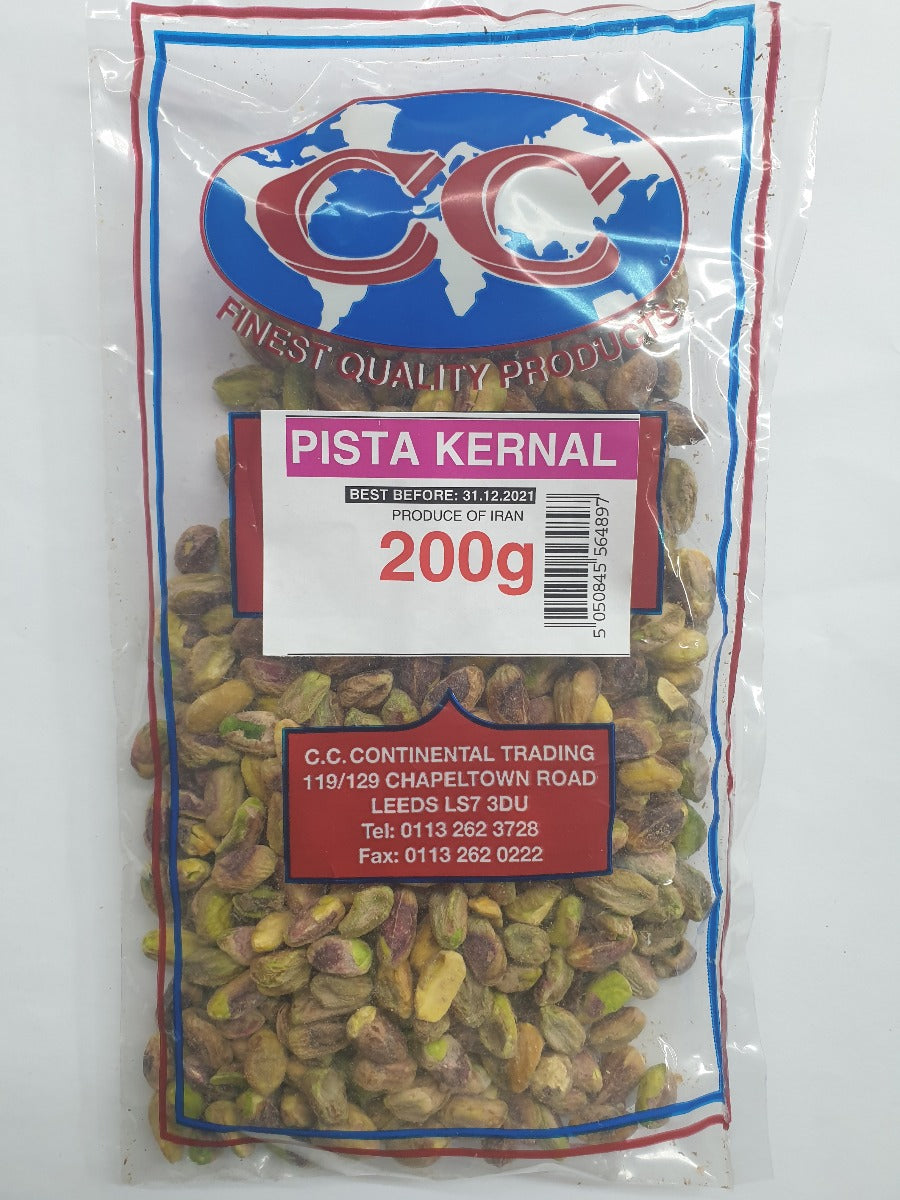 CC
FINEST QUALITY PRODUCTS
PISTA KERNAL
BEST BEFORE: 31.12.2021
PRODUCE OF IRAN
200g
5 050845 564897
C.C. CONTINENTAL TRADING
119/129 CHAPELTOWN ROAD
LEEDS LS7 3DU
Tel: 0113 262 3728
Fax: 0113 262 0222